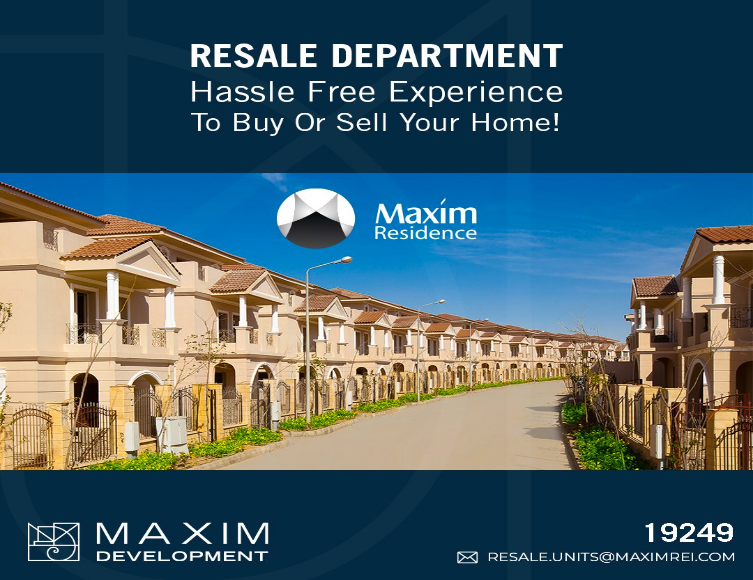 RESALE DEPARTMENT
Hassle Free Experience
To Buy Or Sell Your Home!
Maxim
Residence
MAXIM
DEVELOPMENT
19249
RESALE.UNITS@MAXIMREI.COM